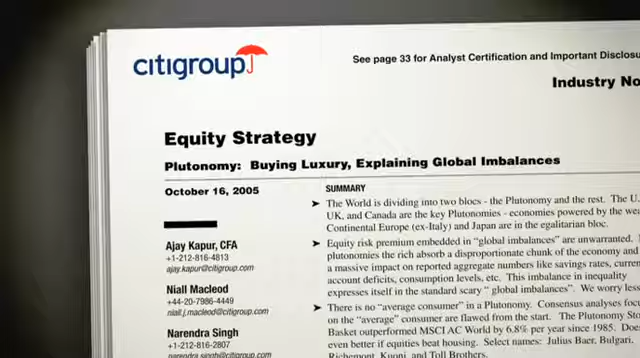 citigroup
See page 33 for Analyst Certification and Important
Industry
Equity Strategy
Plutonomy: Buying Luxury, Explaining Global Imbalances
October 16, 2005
SUMMARY
➤ The World is dividing into two blocs - the Plutonomy and the rest. The U.
UK, and Canada are the key Plutonomies - economies powered by the
Continental Europe (ex-Italy) and Japan are in the egalitarian bloc.
➤ Equity risk premium embedded in "global imbalances" are unwarranted.
plutonomies the rich absorb a disproportionate chunk of the economy and
a massive impact on reported aggregate numbers like savings rates,
account deficits, consumption levels, etc. This imbalance in inequality
expresses itself in the standard scary " global imbalances". We worry less
➤ There is no "average consumer" in a Plutonomy. Consensus analyses
on the "average" consumer are flawed from the start. The Plutonomy
Basket outperformed MSCI AC World by 6.8% per year since 1985.
even better if equities beat housing. Select names: Julius Baer, Bulgari,
Richemont, Kuoni, and Toll Brothers.
Ajay Kapur, CFA
+1-212-816-4813
ajay.kapur@citigroup.com
Niall Macleod
+44-20-7986-4449
niall.j.macleod@citigroup.com
Narendra Singh
+1-212-816-2807
narendra.singh@citigroup.com